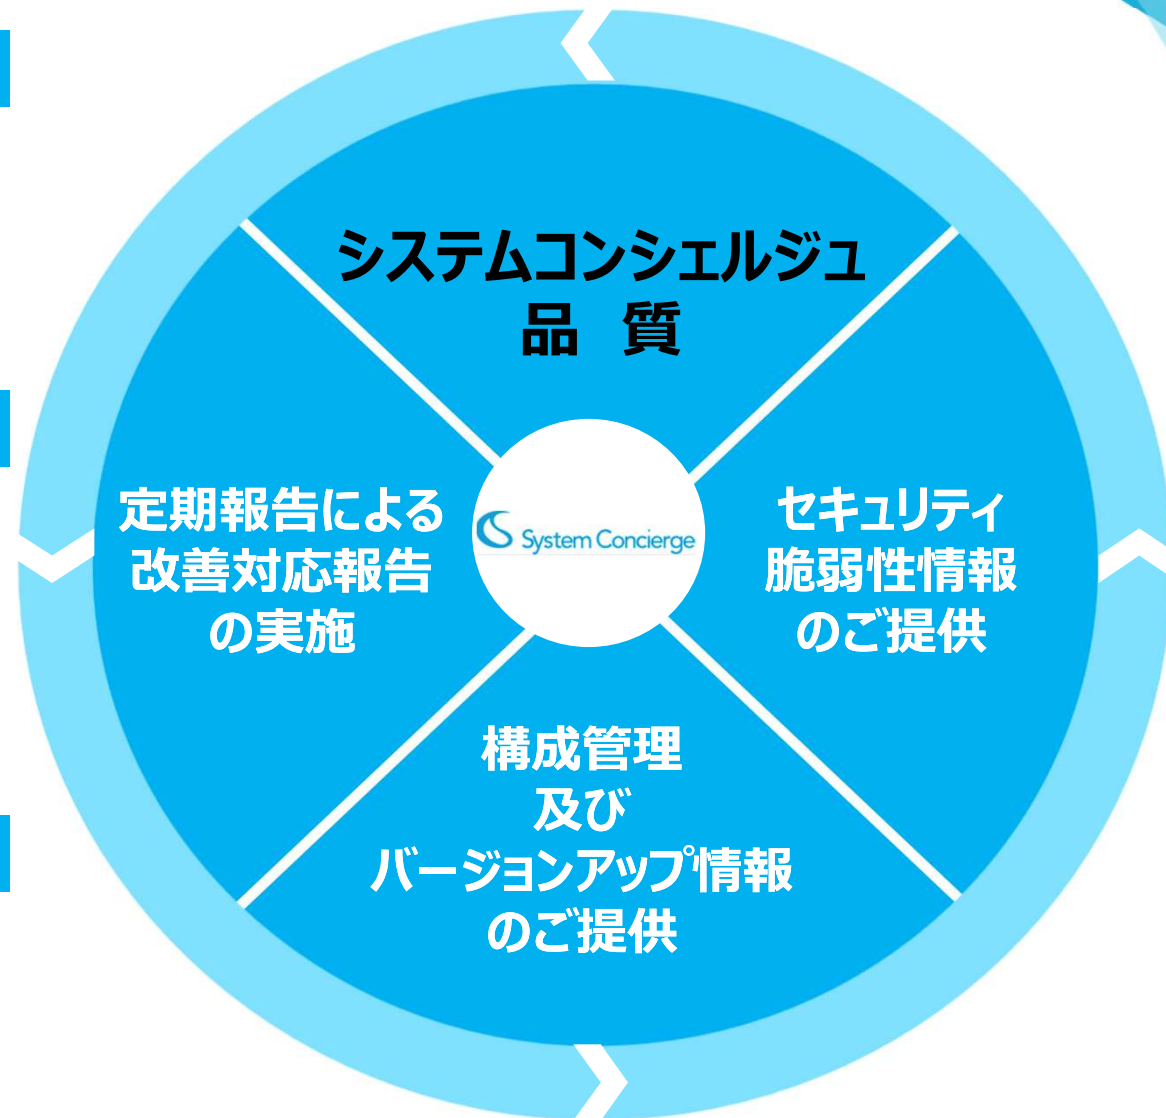 システムコンシェルジュ
品　質
定期報告による
改善対応報告
の実施
System Concierge
セキュリティ
脆弱性情報
のご提供
構成管理
及び
バージョンアップ情報
のご提供